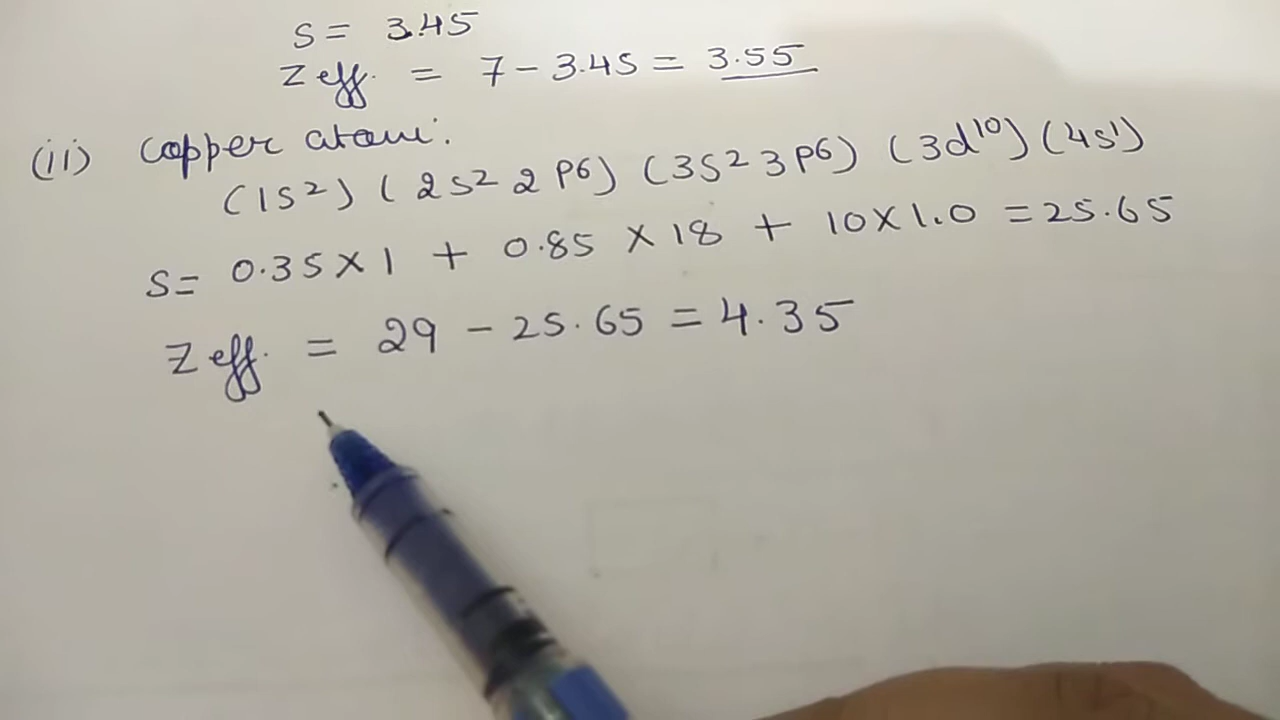 S = 3.45
Zeff. = 7 - 3.45 = 3.55
(ii) Copper atom:
(1S²) (2S² 2P6) (3S² 3P6) (3d¹⁰) (4S¹)
S = 0.35 × 1 + 0.85 × 18 + 10 × 1.0 = 25.65
Zeff. = 29 - 25.65 = 4.35